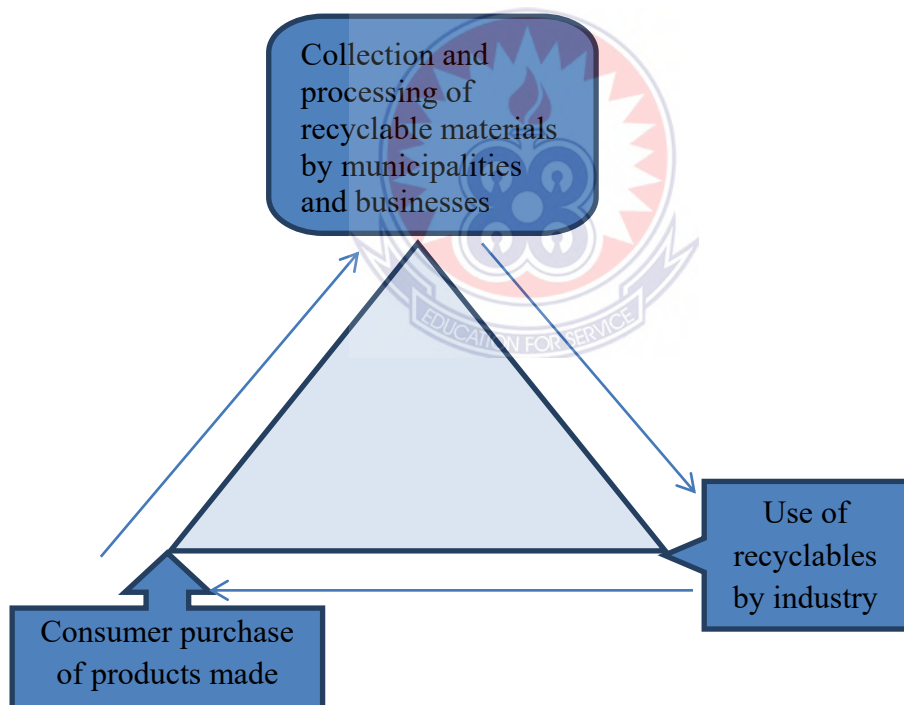 Collection and
processing of
recyclable materials
by municipalities
and businesses
EDUCATION FOR SERVICE
Use of
recyclables
by industry
Consumer purchase
of products made